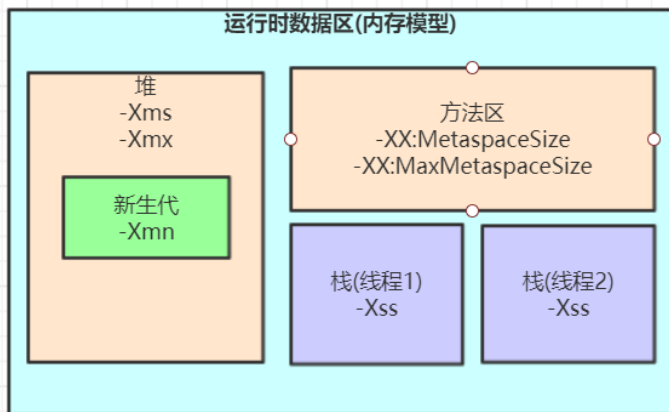 运行时数据区(内存模型)
堆
-Xms
-Xmx
新生代
-Xmn
方法区
-XX:MetaspaceSize
-XX:MaxMetaspaceSize
栈(线程1)
-Xss
栈(线程2)
-Xss